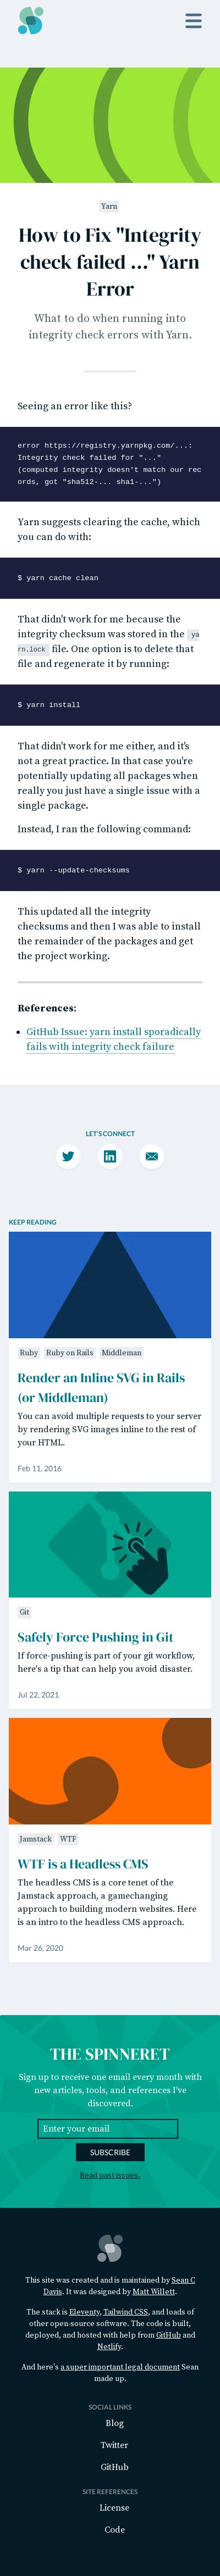 Yarn
How to Fix "Integrity
check failed ..." Yarn
Error
What to do when running into
integrity check errors with Yarn.
Seeing an error like this?
error https://registry.yarnpkg.com/...:
Integrity check failed for "..."
(computed integrity doesn't match our rec
ords, got "sha512-... sha1-...")
Yarn suggests clearing the cache, which
you can do with:
$ yarn cache clean
That didn't work for me because the
integrity checksum was stored in the ya
rn.lock file. One option is to delete that
file and regenerate it by running:
$ yarn install
That didn't work for me either, and it's
not a great practice. In that case you're
potentially updating all packages when
really you just have a single issue with a
single package.
Instead, I ran the following command:
$ yarn --update-checksums
This updated all the integrity
checksums and then I was able to install
the remainder of the packages and get
the project working.
References:
GitHub Issue: yarn install sporadically
fails with integrity check failure
LET'S CONNECT
KEEP READING
Ruby Ruby on Rails Middleman
Render an Inline SVG in Rails
(or Middleman)
You can avoid multiple requests to your server
by rendering SVG images inline to the rest of
your HTML.
Feb 11, 2016
Git
Safely Force Pushing in Git
If force-pushing is part of your git workflow,
here's a tip that can help you avoid disaster.
Jul 22, 2021
Jamstack WTF
WTF is a Headless CMS
The headless CMS is a core tenet of the
Jamstack approach, a gamechanging
approach to building modern websites. Here
is an intro to the headless CMS approach.
Mar 26, 2020
THE SPINNERET
Sign up to receive one email every month with
new articles, tools, and references I've
discovered.
Enter your email
SUBSCRIBE
Read past issues.
This site was created and is maintained by Sean C
Davis. It was designed by Matt Willett.
The stack is Eleventy, Tailwind CSS, and loads of
other open-source software. The code is built,
deployed, and hosted with help from GitHub and
Netlify.
And here's a super important legal document Sean
made up.
SOCIAL LINKS
Blog
Twitter
GitHub
SITE REFERENCES
License
Code